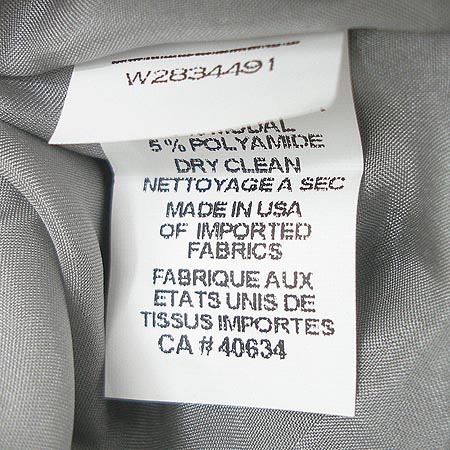 W2834491
MODAL
5% POLYAMIDE
DRY CLEAN
NETTOYAGE A SEC
MADE IN USA
OF IMPORTED
FABRICS
FABRIQUE AUX
ETATS UNIS DE
TISSUS IMPORTES
CA # 40634